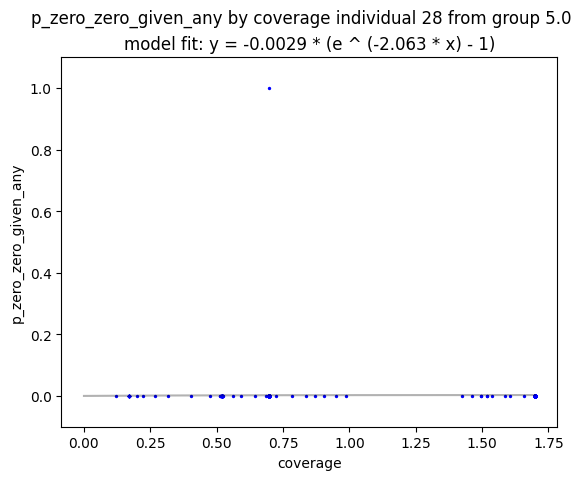 p_zero_zero_given_any by coverage individual 28 from group 5.0
model fit: y = -0.0029 * (e ^ (-2.063 * x) - 1)
1.0
0.8
0.6
0.4
0.2
0.0
p_zero_zero_given_any
0.00 0.25 0.50 0.75 1.00 1.25 1.50 1.75
coverage